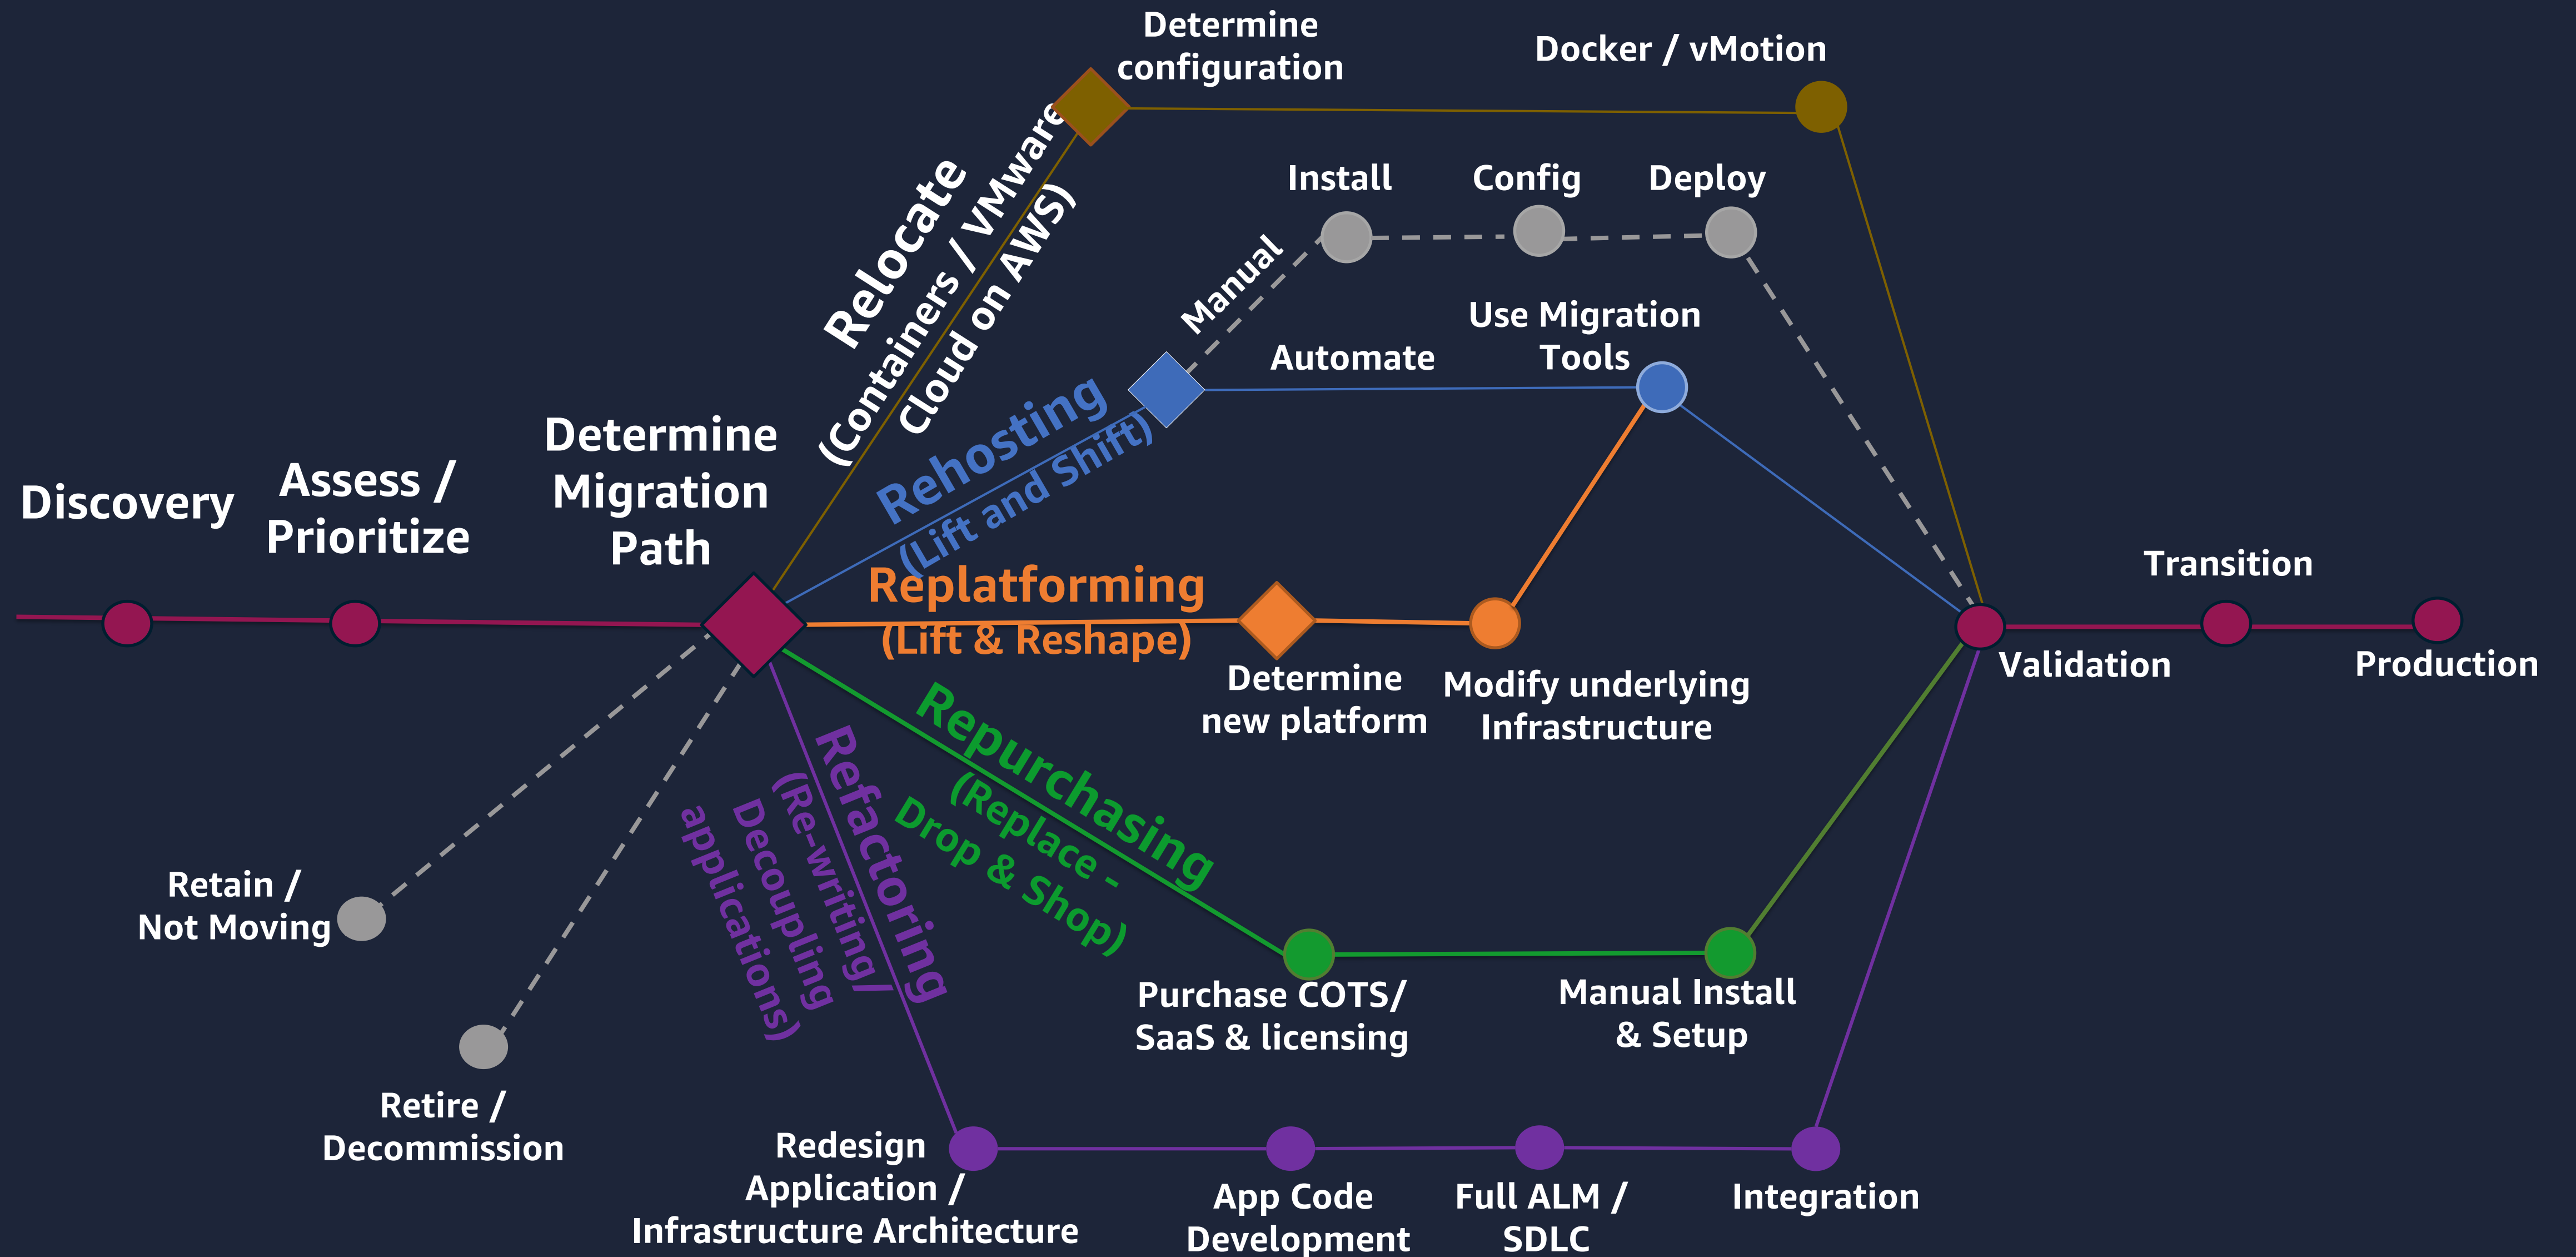 Determine
configuration
Docker / vMotion
Relocate
(Containers / VMware
Cloud on AWS)
Install
Config
Deploy
Manual
Use Migration
Tools
Automate
Rehosting
(Lift and Shift)
Discovery
Assess /
Prioritize
Determine
Migration
Path
Replatforming
(Lift & Reshape)
Determine
new platform
Modify underlying
Infrastructure
Validation
Transition
Production
Repurchasing
(Replace -
Drop & Shop)
Refactoring
(Re-writing/
Decoupling
applications)
Retain /
Not Moving
Retire /
Decommission
Purchase COTS/
SaaS & licensing
Manual Install
& Setup
Redesign
Application /
Infrastructure Architecture
App Code
Development
Full ALM /
SDLC
Integration